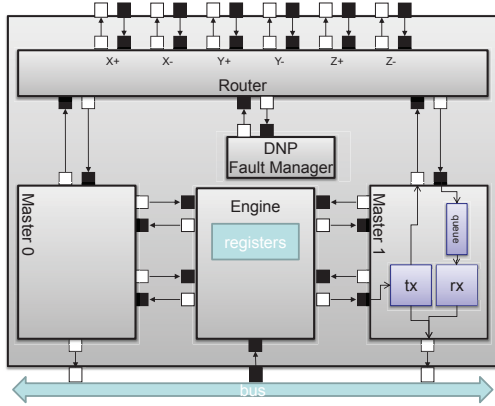 X+ X- Y+ Y- Z+ Z-
Router
DNP
Fault Manager
Master 0
Engine
registers
Master 1
queue
tx
rx
bus